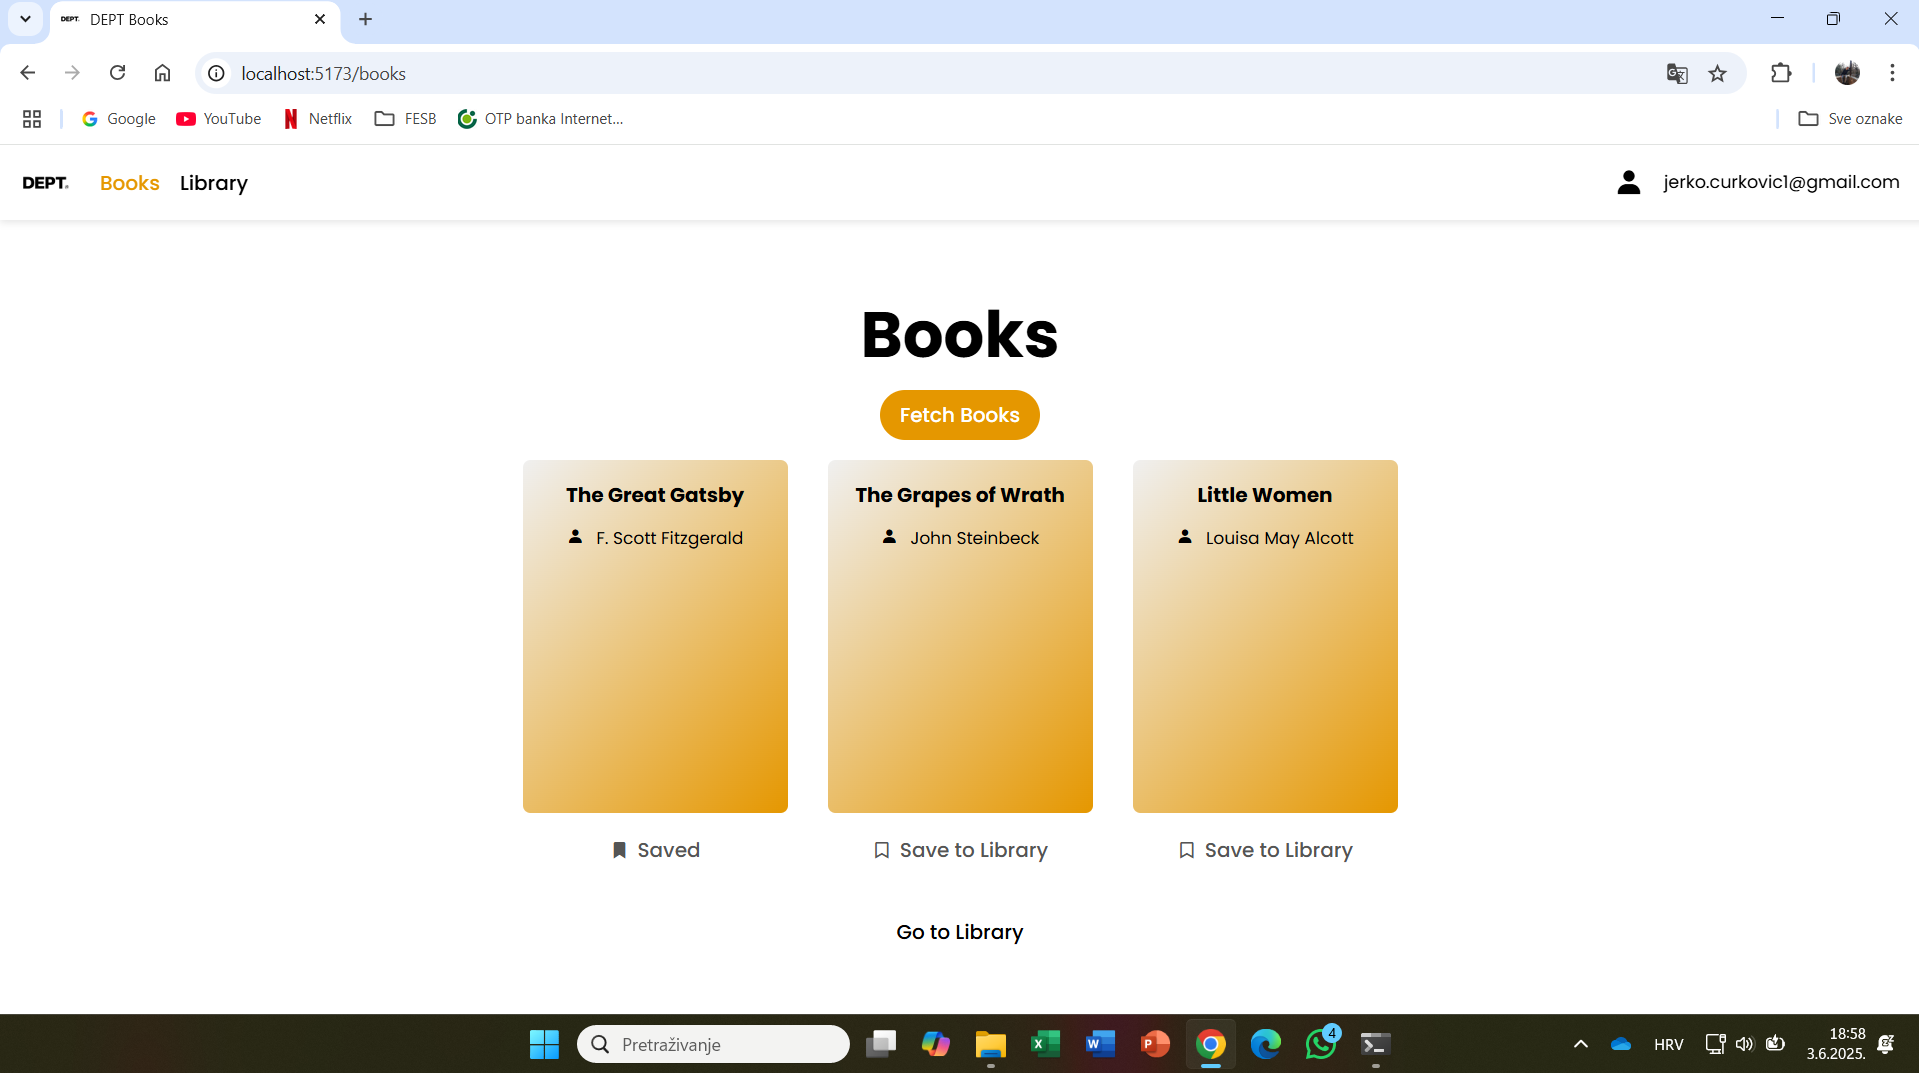 DEPT. DEPT Books
localhost:5173/books
Google YouTube Netflix FESB OTP banka Internet... Sve oznake
DEPT. Books Library jerko.curkovic1@gmail.com
Books
Fetch Books
The Great Gatsby
F. Scott Fitzgerald
The Grapes of Wrath
John Steinbeck
Little Women
Louisa May Alcott
Saved
Save to Library
Save to Library
Go to Library
Pretraživanje
4
HRV
18:58
3.6.2025.